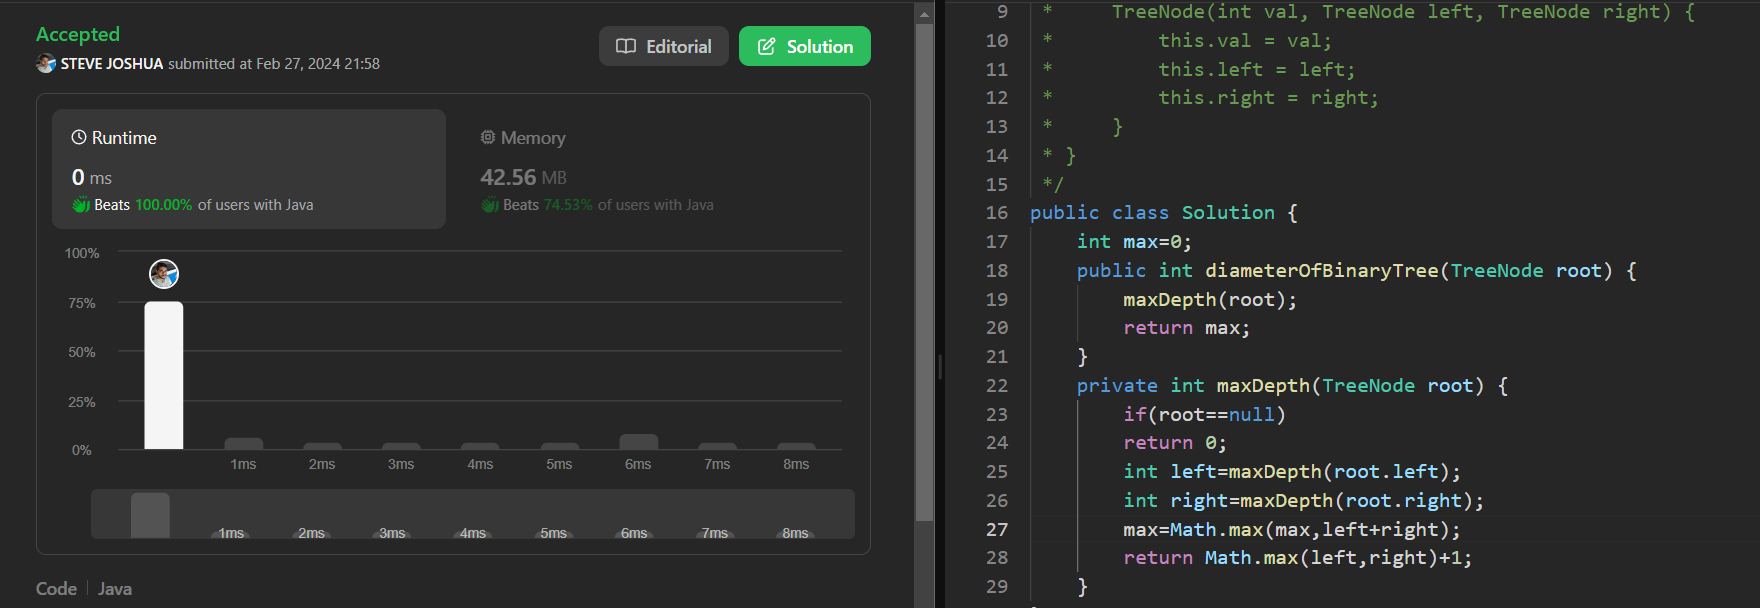 Accepted
STEVE JOSHUA submitted at Feb 27, 2024 21:58
Editorial
Solution
Runtime
0 ms
Beats 100.00% of users with Java
Memory
42.56 MB
Beats 74.53% of users with Java
100%
75%
50%
25%
0%
1ms 2ms 3ms 4ms 5ms 6ms 7ms 8ms
1ms 2ms 3ms 4ms 5ms 6ms 7ms 8ms
Code | Java
9 *     TreeNode(int val, TreeNode left, TreeNode right) {
10 *         this.val = val;
11 *         this.left = left;
12 *         this.right = right;
13 *     }
14 * }
15 */
16 public class Solution {
17     int max=0;
18     public int diameterOfBinaryTree(TreeNode root) {
19         maxDepth(root);
20         return max;
21     }
22     private int maxDepth(TreeNode root) {
23         if(root==null)
24         return 0;
25         int left=maxDepth(root.left);
26         int right=maxDepth(root.right);
27         max=Math.max(max,left+right);
28         return Math.max(left,right)+1;
29     }